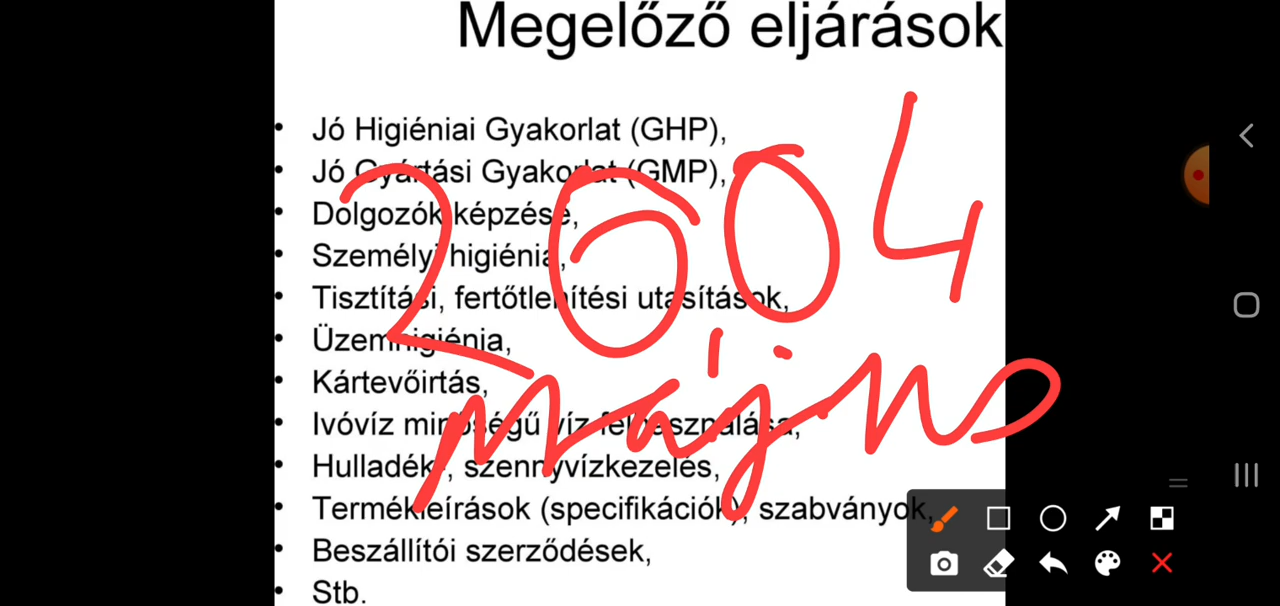 Megelőző eljárások
• Jó Higiéniai Gyakorlat (GHP),
• Jó Gyártási Gyakorlat (GMP),
• Dolgozók képzése,
• Személyi higiénia,
• Tisztítási, fertőtlenítési utasítások,
• Üzemhigiénia,
• Kártevőirtás,
• Ivóvíz minőségű víz felhasználása,
• Hulladék-, szennyvízkezelés,
• Termékleírások (specifikációk), szabványok,
• Beszállítói szerződések,
• Stb.
2004
május